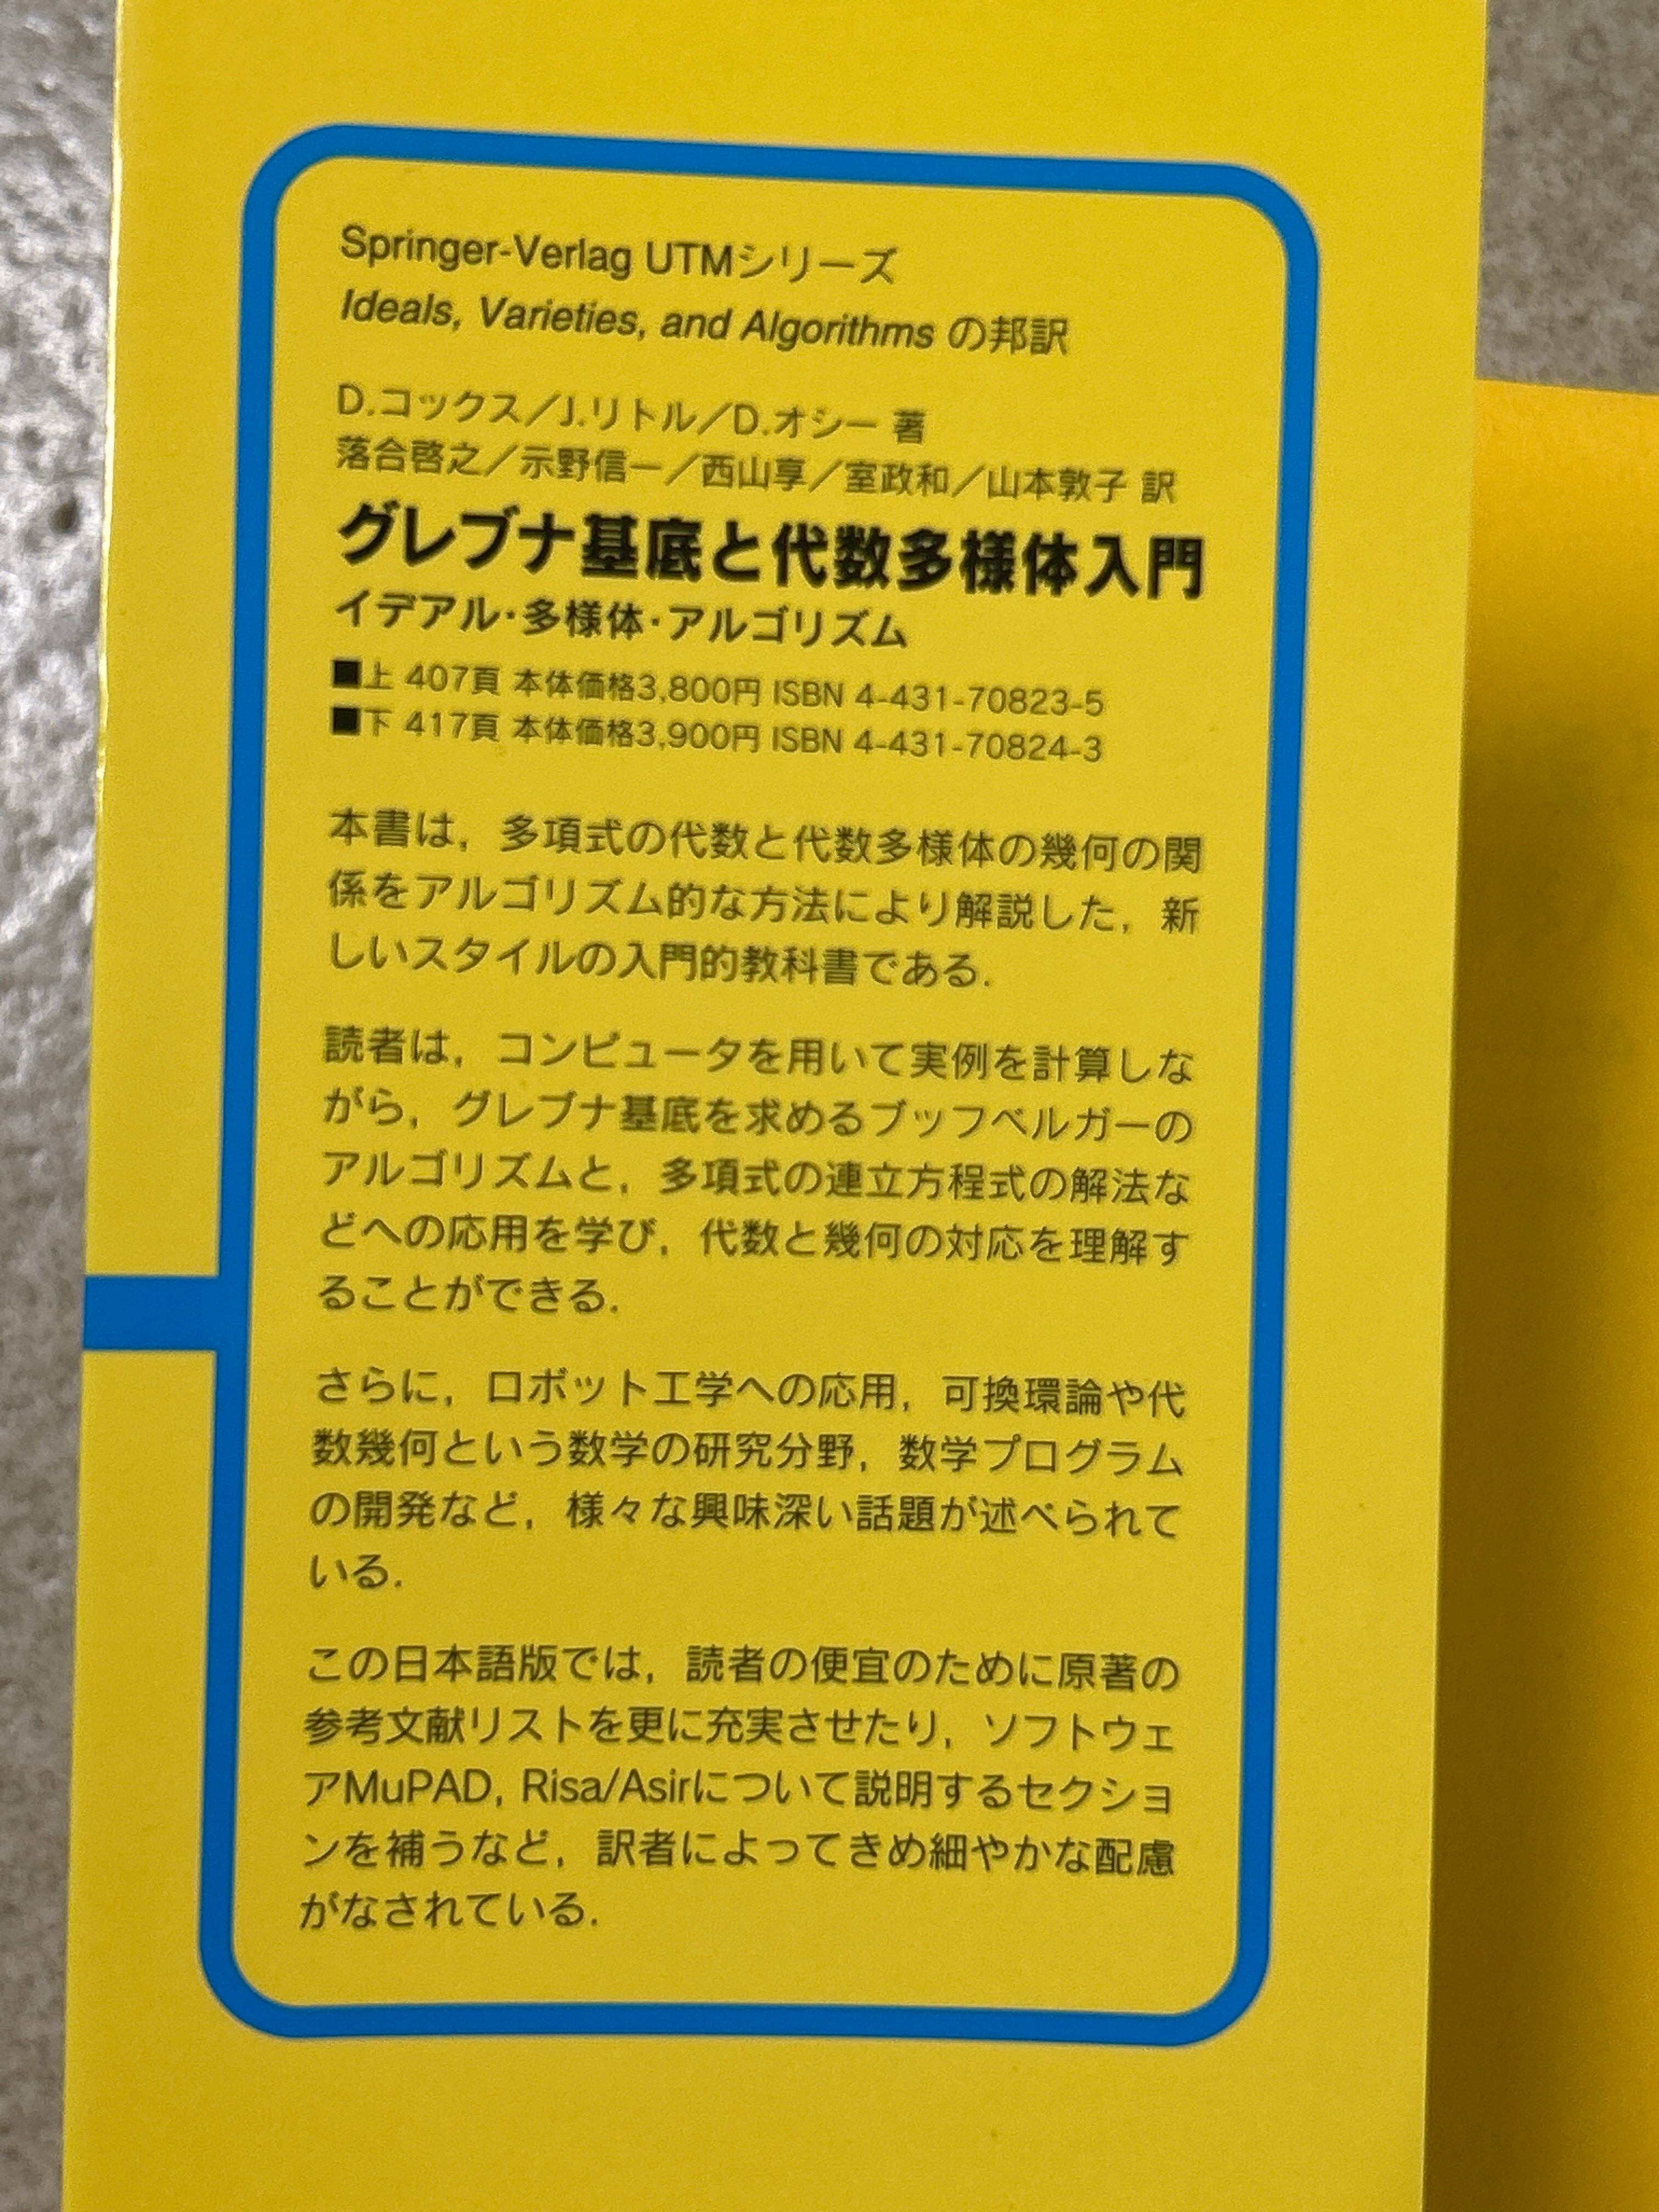 Springer-Verlag UTMシリーズ
Ideals, Varieties, and Algorithms の邦訳
D.コックス／J.リトル／D.オシー 著
落合啓之／示野信一／西山享／室政和／山本敦子 訳
グレブナ基底と代数多様体入門
イデアル・多様体・アルゴリズム
■上 407頁 本体価格3,800円 ISBN 4-431-70823-5
■下 417頁 本体価格3,900円 ISBN 4-431-70824-3
本書は，多項式の代数と代数多様体の幾何の関
係をアルゴリズム的な方法により解説した，新
しいスタイルの入門的教科書である．
読者は，コンピュータを用いて実例を計算しな
がら，グレブナ基底を求めるブッフベルガーの
アルゴリズムと，多項式の連立方程式の解法な
どへの応用を学び，代数と幾何の対応を理解す
ることができる．
さらに，ロボット工学への応用，可換環論や代
数幾何という数学の研究分野，数学プログラム
の開発など，様々な興味深い話題が述べられて
いる．
この日本語版では，読者の便宜のために原著の
参考文献リストを更に充実させたり，ソフトウェ
アMuPAD, Risa/Asirについて説明するセクショ
ンを補うなど，訳者によってきめ細やかな配慮
がなされている．